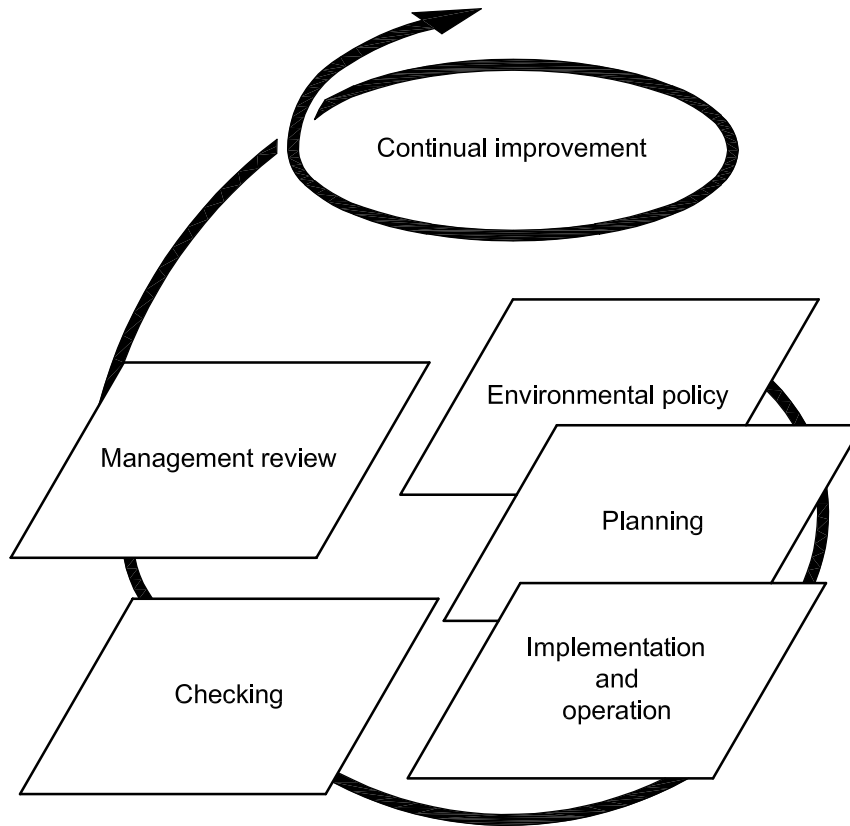 Continual improvement
Environmental policy
Management review
Planning
Implementation
and
operation
Checking